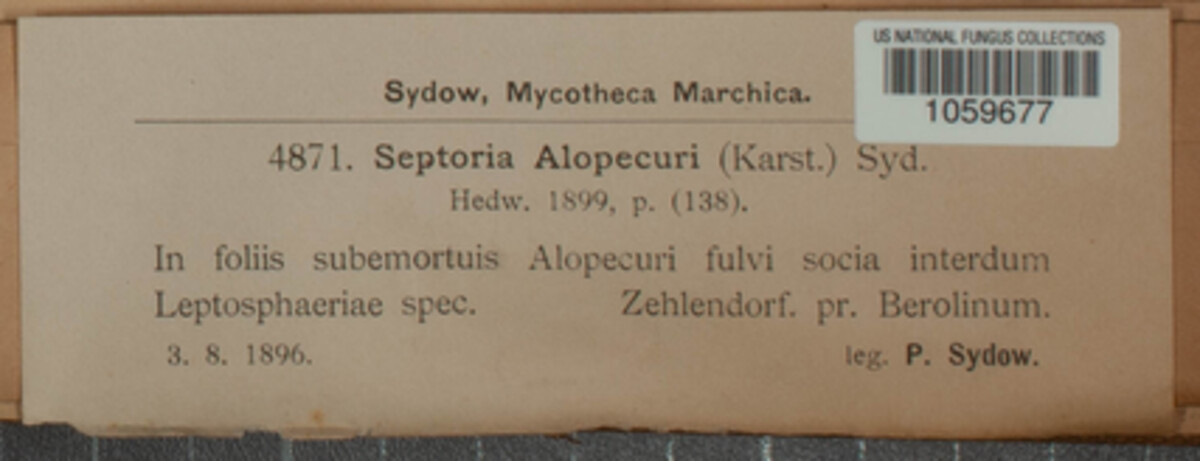 US NATIONAL FUNGUS COLLECTIONS
1059677
Sydow, Mycotheca Marchica.
4871. Septoria Alopecuri (Karst.) Syd.
Hedw. 1899, p. (138).
In foliis subemortuis Alopecuri fulvi socia interdum
Leptosphaeriae spec. Zehlendorf. pr. Berolinum.
3. 8. 1896. leg. P. Sydow.